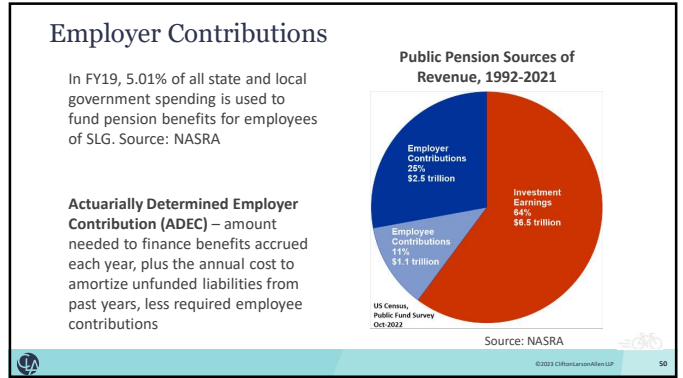 Employer Contributions
In FY19, 5.01% of all state and local
government spending is used to
fund pension benefits for employees
of SLG. Source: NASRA
Actuarially Determined Employer
Contribution (ADEC) – amount
needed to finance benefits accrued
each year, plus the annual cost to
amortize unfunded liabilities from
past years, less required employee
contributions
Public Pension Sources of
Revenue, 1992-2021
Employer
Contributions
25%
$2.5 trillion
Investment
Earnings
64%
$6.5 trillion
Employee
Contributions
11%
$1.1 trillion
US Census,
Public Fund Survey
Oct-2022
Source: NASRA
CLA
©2023 CliftonLarsonAllen LLP
50